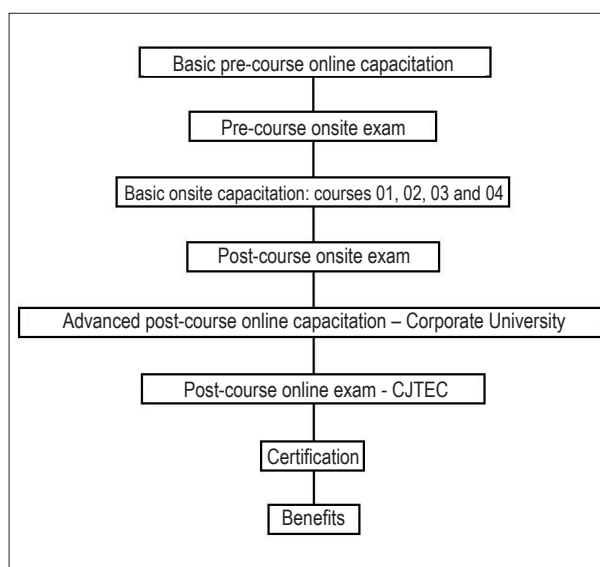 Basic pre-course online capacitation
Pre-course onsite exam
Basic onsite capacitation: courses 01, 02, 03 and 04
Post-course onsite exam
Advanced post-course online capacitation – Corporate University
Post-course online exam - CJTEC
Certification
Benefits